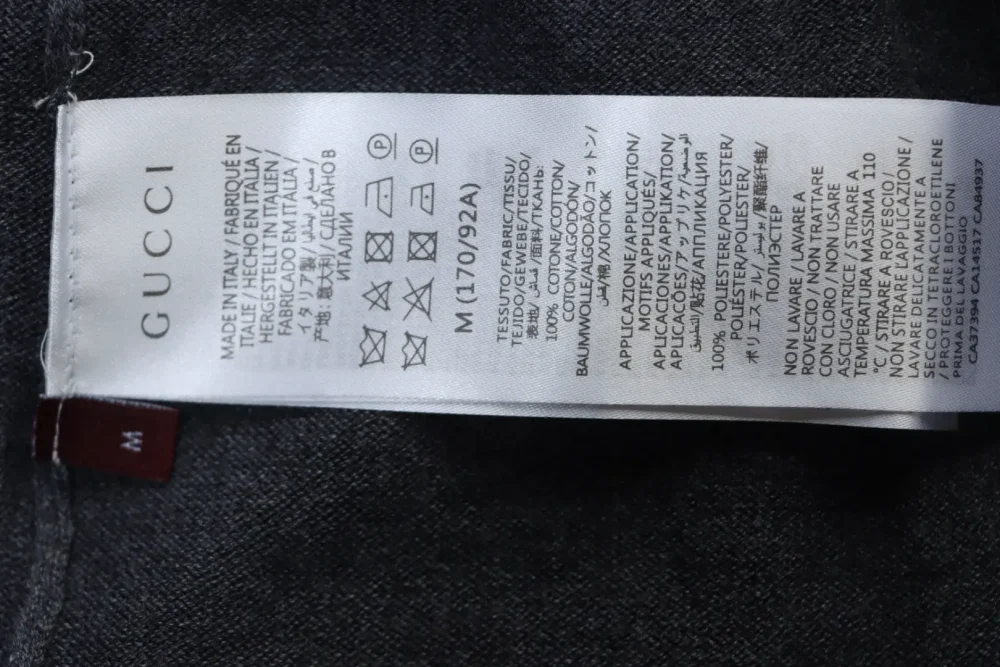 GUCCI
MADE IN ITALY / FABRIQUÉ EN
ITALIE / HECHO EN ITALIA /
HERGESTELLT IN ITALIEN /
FABRICADO EM ITALIA /
イタリア製 / صنع في إيطاليا /
产地: 意大利 / СДЕЛАНО В
ИТАЛИИ
P
P
M (170/92A)
TESSUTO/FABRIC/TISSU/
TEJIDO/GEWEBE/TECIDO/
表地/قماش/面料/ТКАНЬ:
100% COTONE/COTTON/
COTON/ALGODON/
BAUMWOLLE/ALGODÃO/コットン/
قطن/棉/ХЛОПОК
APPLICAZIONE/APPLICATION/
MOTIFS APPLIQUÉS/
APLICACIONES/APPLIKATION/
APLICAÇÕES/アップリケ/
贴花/АППЛИКАЦИЯ
100% POLIESTERE/POLYESTER/
POLIÉSTER/POLIESTER/
ポリエステル/بوليستر/聚酯纤维/
ПОЛИЭСТЕР
NON LAVARE / LAVARE A
ROVESCIO / NON TRATTARE
CON CLORO / NON USARE
ASCIUGATRICE / STIRARE A
TEMPERATURA MASSIMA 110
°C / STIRARE A ROVESCIO /
NON STIRARE L'APPLICAZIONE /
LAVARE DELICATAMENTE A
SECCO IN TETRACLOROETILENE
/ PROTEGGERE I BOTTONI
PRIMA DEL LAVAGGIO
CA37394 CA14517 CA84937
M